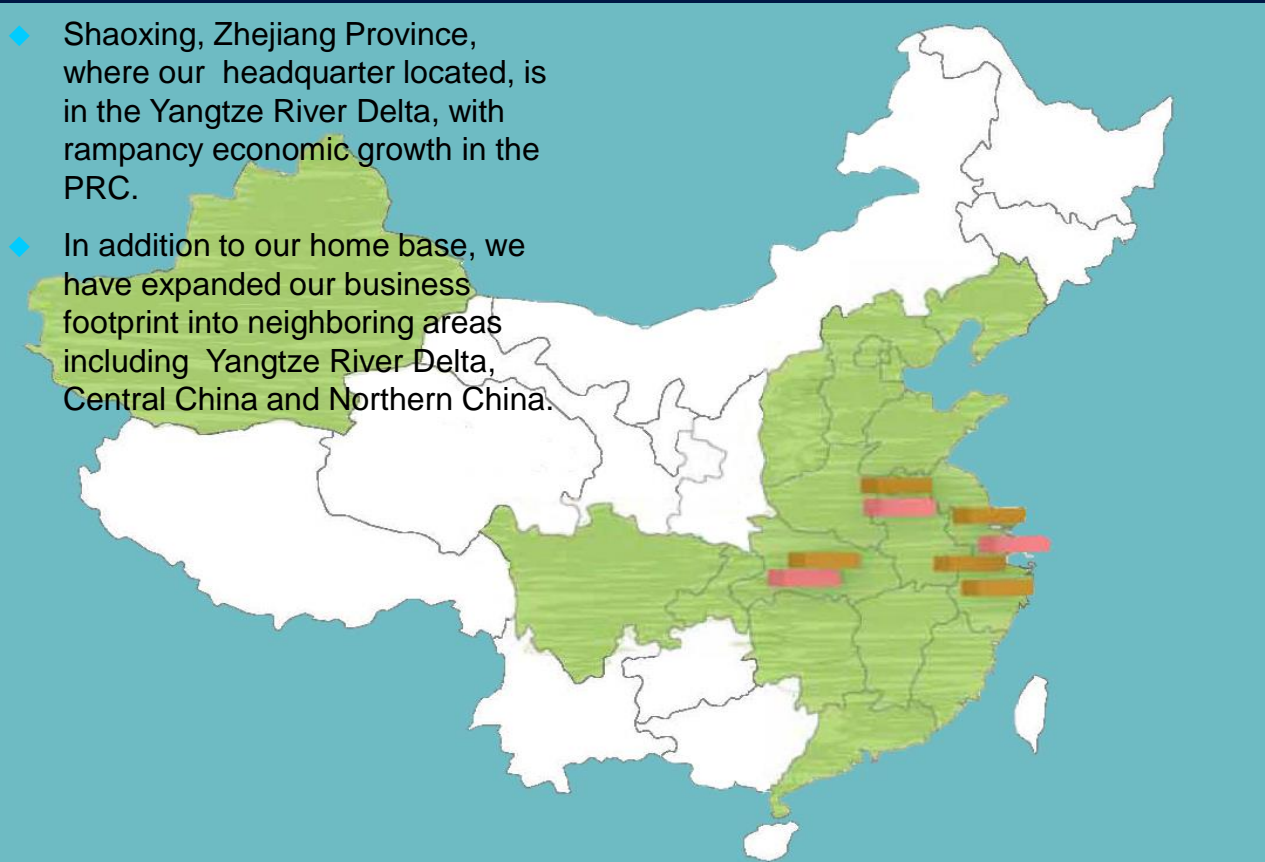 Shaoxing, Zhejiang Province,
where our  headquarter located, is
in the Yangtze River Delta, with
rampancy economic growth in the
PRC.
In addition to our home base, we
have expanded our business
footprint into neighboring areas
including  Yangtze River Delta,
Central China and Northern China.